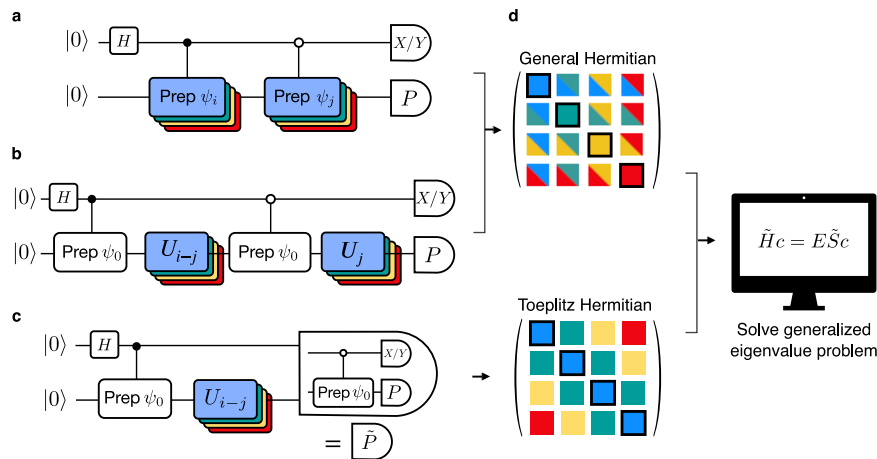 a
|0⟩ H X/Y
|0⟩ Prep ψ_i Prep ψ_j P
b
|0⟩ H X/Y
|0⟩ Prep ψ_0 U_{i−j} Prep ψ_0 U_j P
c
|0⟩ H X/Y
|0⟩ Prep ψ_0 U_{i−j} Prep ψ_0 P
= P̃
d
General Hermitian
Toeplitz Hermitian
H̃c = ES̃c
Solve generalized
eigenvalue problem